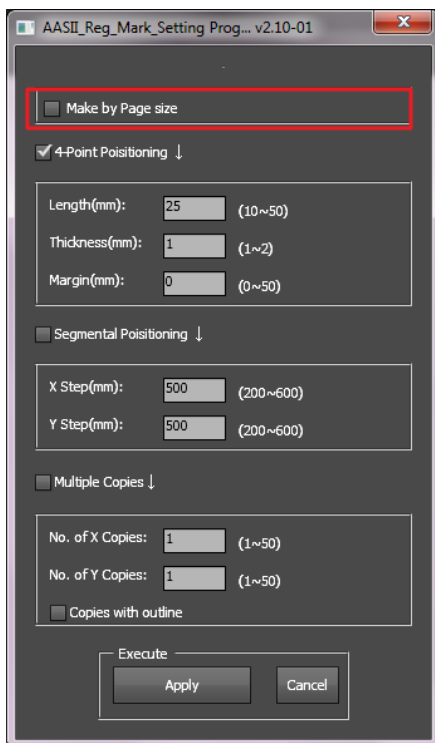 AASII_Reg_Mark_Setting Prog... v2.10-01
Make by Page size
4-Point Poisitioning ↓
Length(mm): 25 (10~50)
Thickness(mm): 1 (1~2)
Margin(mm): 0 (0~50)
Segmental Poisitioning ↓
X Step(mm): 500 (200~600)
Y Step(mm): 500 (200~600)
Multiple Copies ↓
No. of X Copies: 1 (1~50)
No. of Y Copies: 1 (1~50)
Copies with outline
Execute
Apply Cancel